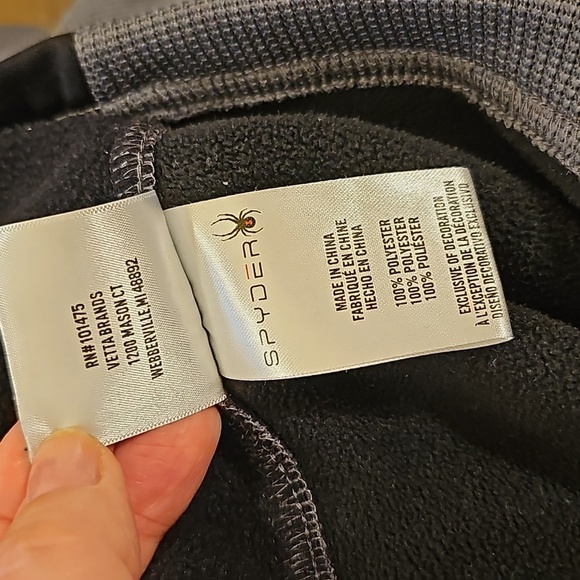 RN# 101475
VETTA BRANDS
1200 MASON CT
WEBBERVILLE MI 48892
SPYDER
MADE IN CHINA
FABRIQUÉ EN CHINE
HECHO EN CHINA
100% POLYESTER
100% POLYESTER
100% POLIÉSTER
EXCLUSIVE OF DECORATION
À L'EXCEPTION DE LA DÉCORATION
DISEÑO DECORATIVO EXCLUSIVO